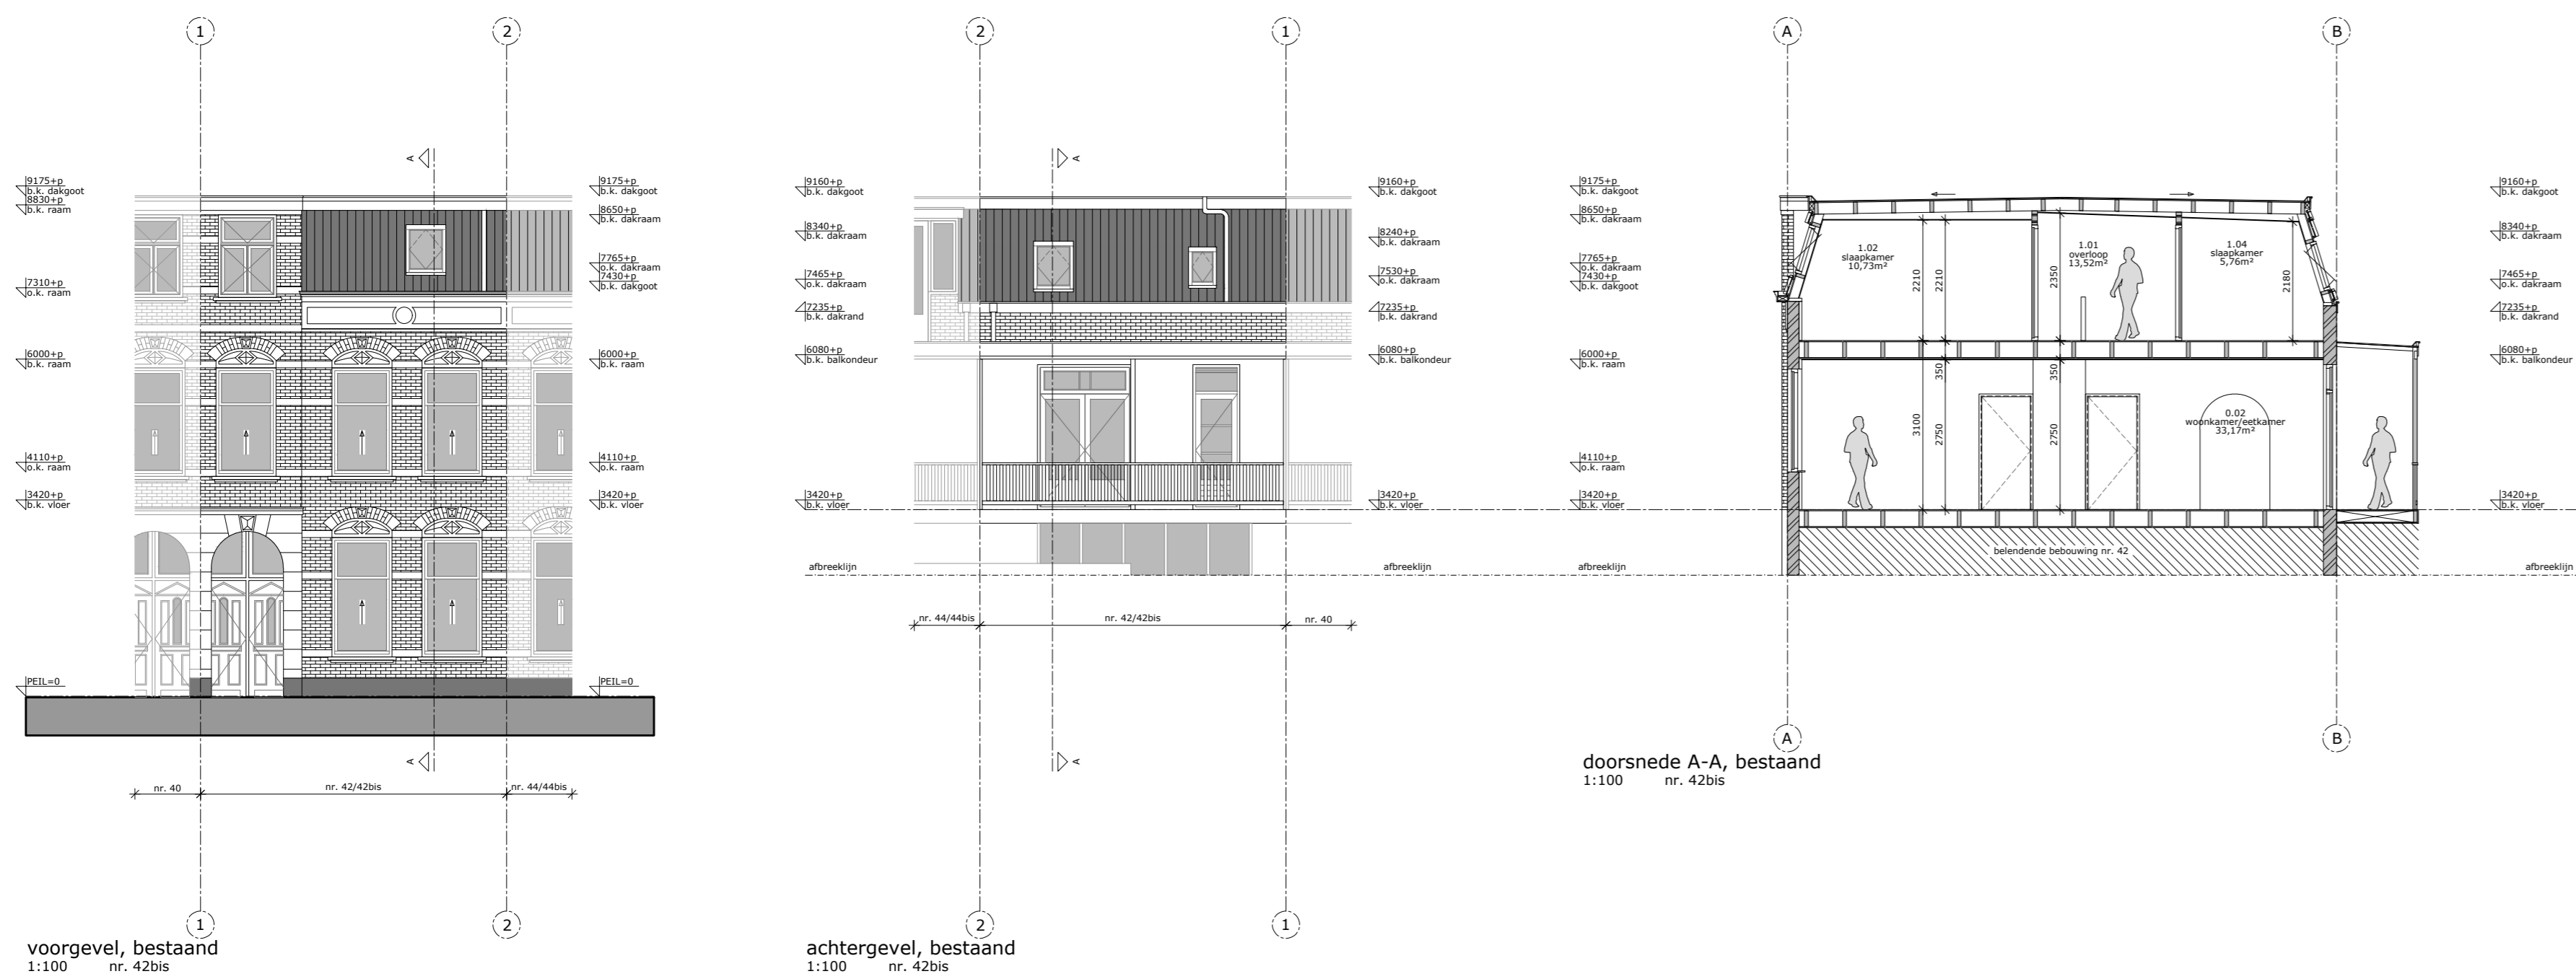 1
2
A
9175+p
b.k. dakgoot
8830+p
b.k. raam
7310+p
o.k. raam
6000+p
b.k. raam
4110+p
o.k. raam
3420+p
b.k. vloer
PEIL=0
9175+p
b.k. dakgoot
8650+p
b.k. dakraam
7765+p
o.k. dakraam
7430+p
b.k. dakgoot
6000+p
b.k. raam
4110+p
o.k. raam
3420+p
b.k. vloer
PEIL=0
A
nr. 40
nr. 42/42bis
nr. 44/44bis
1
2
voorgevel, bestaand
1:100 nr. 42bis
2
1
A
9160+p
b.k. dakgoot
8340+p
b.k. dakraam
7465+p
o.k. dakraam
7235+p
b.k. dakrand
6080+p
b.k. balkondeur
3420+p
b.k. vloer
afbreeklijn
9160+p
b.k. dakgoot
8240+p
b.k. dakraam
7530+p
o.k. dakraam
7235+p
b.k. dakrand
6080+p
b.k. balkondeur
3420+p
b.k. vloer
afbreeklijn
nr. 44/44bis
nr. 42/42bis
nr. 40
A
2
1
achtergevel, bestaand
1:100 nr. 42bis
A
B
9175+p
b.k. dakgoot
8650+p
b.k. dakraam
7765+p
o.k. dakraam
7430+p
b.k. dakgoot
6000+p
b.k. raam
4110+p
o.k. raam
3420+p
b.k. vloer
afbreeklijn
1.02
slaapkamer
10,73m²
2210
2210
2350
1.01
overloop
13,52m²
1.04
slaapkamer
5,76m²
2180
350
350
3100
2750
2750
0.02
woonkamer/eetkamer
33,17m²
belendende bebouwing nr. 42
9160+p
b.k. dakgoot
8340+p
b.k. dakraam
7465+p
o.k. dakraam
7235+p
b.k. dakrand
6080+p
b.k. balkondeur
3420+p
b.k. vloer
afbreeklijn
A
B
doorsnede A-A, bestaand
1:100 nr. 42bis